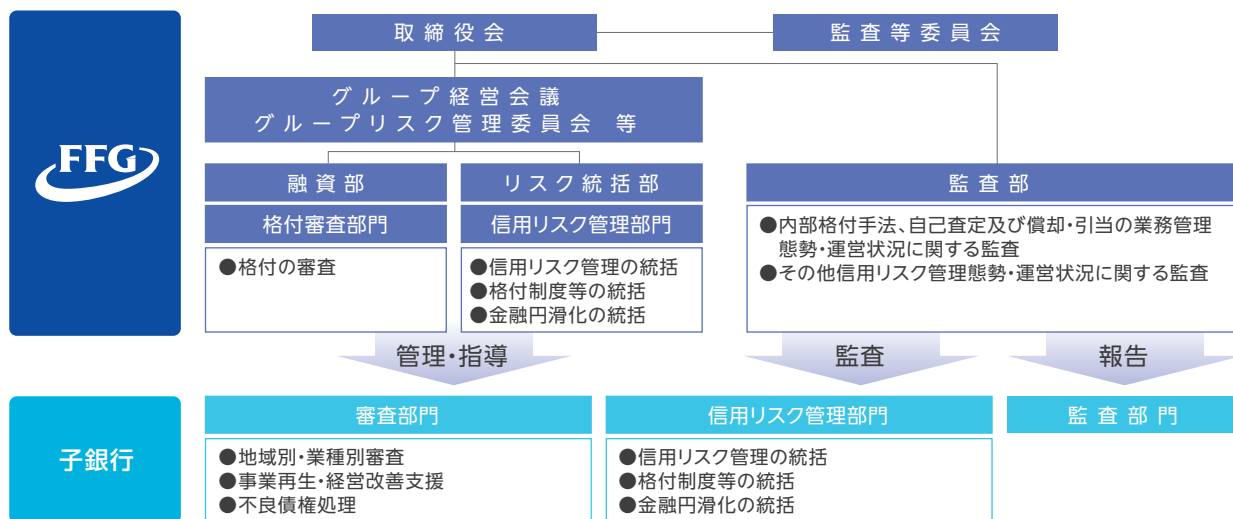 取締役会
監査等委員会
グループ経営会議
グループリスク管理委員会 等
FFG
融資部
リスク統括部
監査部
格付審査部門
信用リスク管理部門
●格付の審査
●信用リスク管理の統括
●格付制度等の統括
●金融円滑化の統括
●内部格付手法、自己査定及び償却・引当の業務管理
態勢・運営状況に関する監査
●その他信用リスク管理態勢・運営状況に関する監査
管理・指導
監査
報告
子銀行
審査部門
信用リスク管理部門
監査部門
●地域別・業種別審査
●事業再生・経営改善支援
●不良債権処理
●信用リスク管理の統括
●格付制度等の統括
●金融円滑化の統括